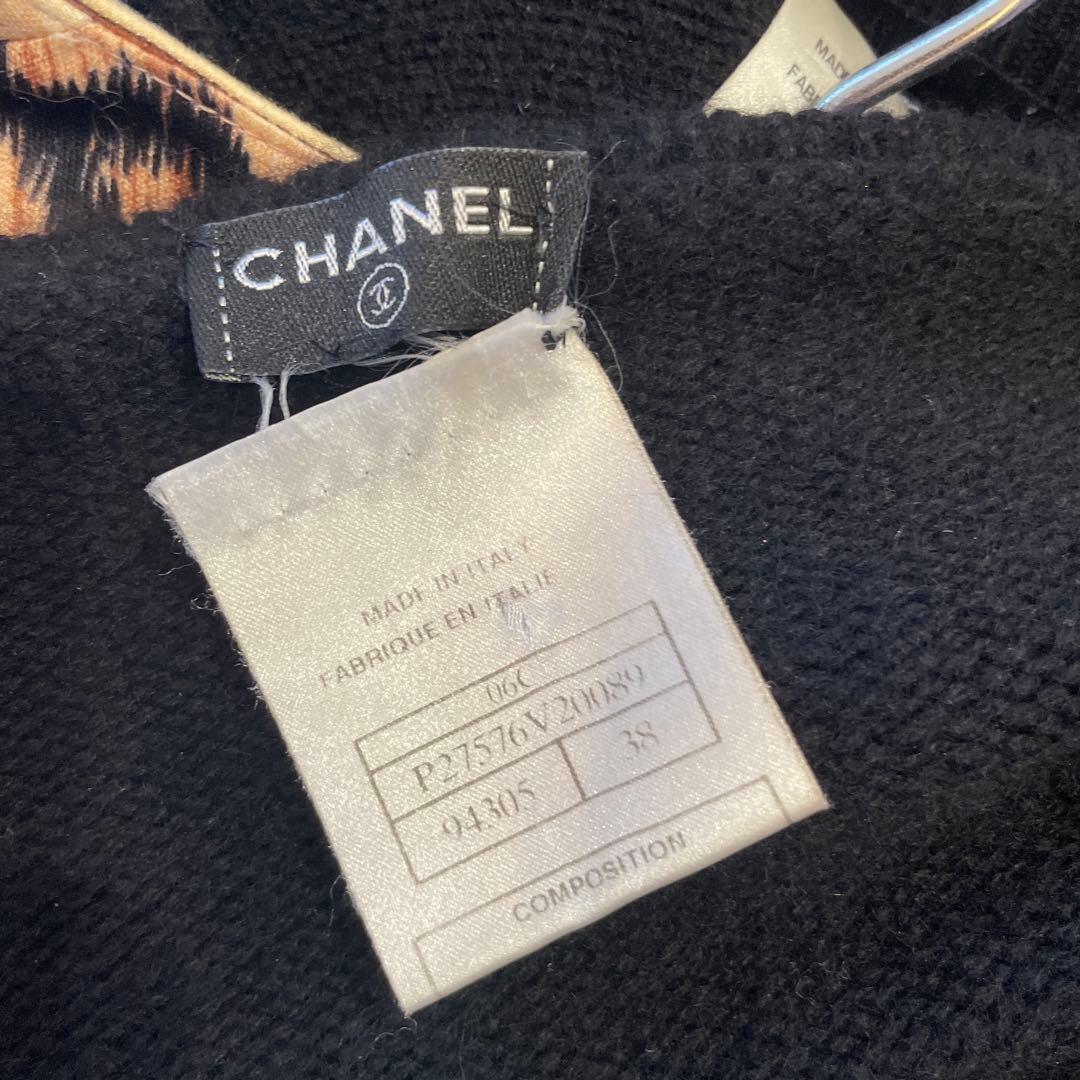 CHANEL
MADE IN ITALY
FABRIQUE EN ITALIE
06C
P27576V20089
94305 38
COMPOSITION